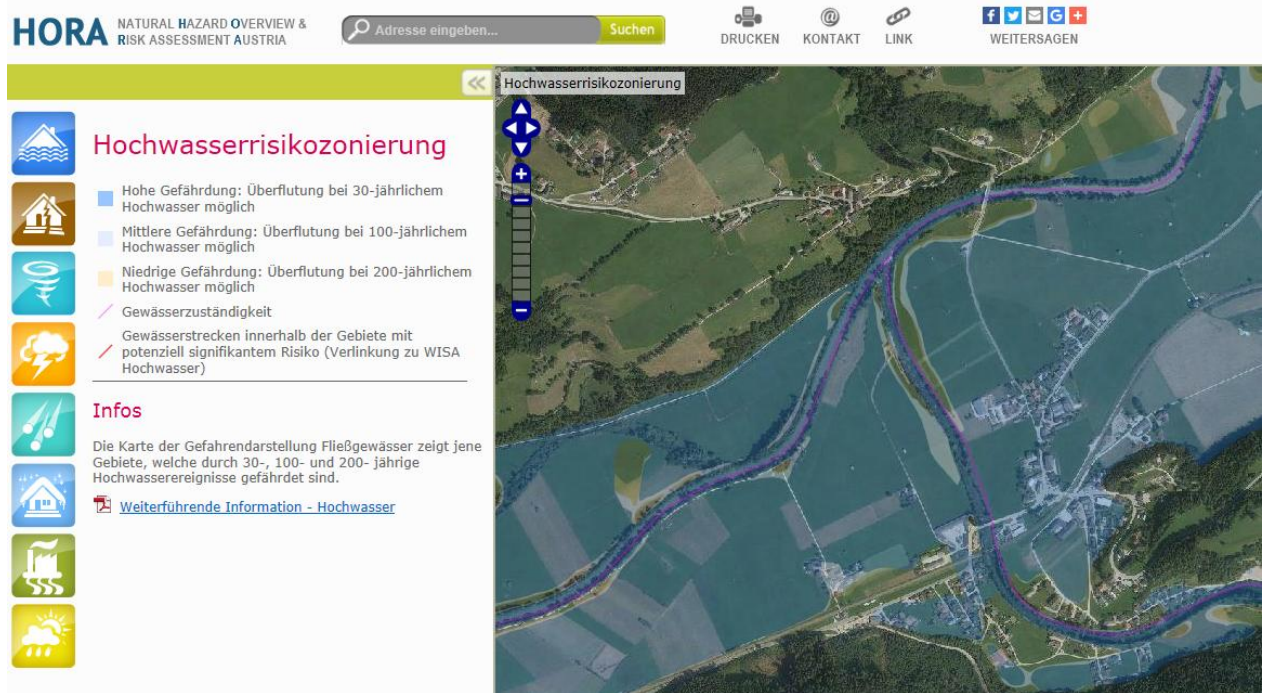 HORA NATURAL HAZARD OVERVIEW &
RISK ASSESSMENT AUSTRIA
Adresse eingeben...
Suchen
DRUCKEN
KONTAKT
LINK
WEITERSAGEN
Hochwasserrisikozonierung
Hochwasserrisikozonierung
Hohe Gefährdung: Überflutung bei 30-jährlichem
Hochwasser möglich
Mittlere Gefährdung: Überflutung bei 100-jährlichem
Hochwasser möglich
Niedrige Gefährdung: Überflutung bei 200-jährlichem
Hochwasser möglich
Gewässerzuständigkeit
Gewässerstrecken innerhalb der Gebiete mit
potenziell signifikantem Risiko (Verlinkung zu WISA
Hochwasser)
Infos
Die Karte der Gefahrendarstellung Fließgewässer zeigt jene
Gebiete, welche durch 30-, 100- und 200- jährige
Hochwasserereignisse gefährdet sind.
Weiterführende Information - Hochwasser